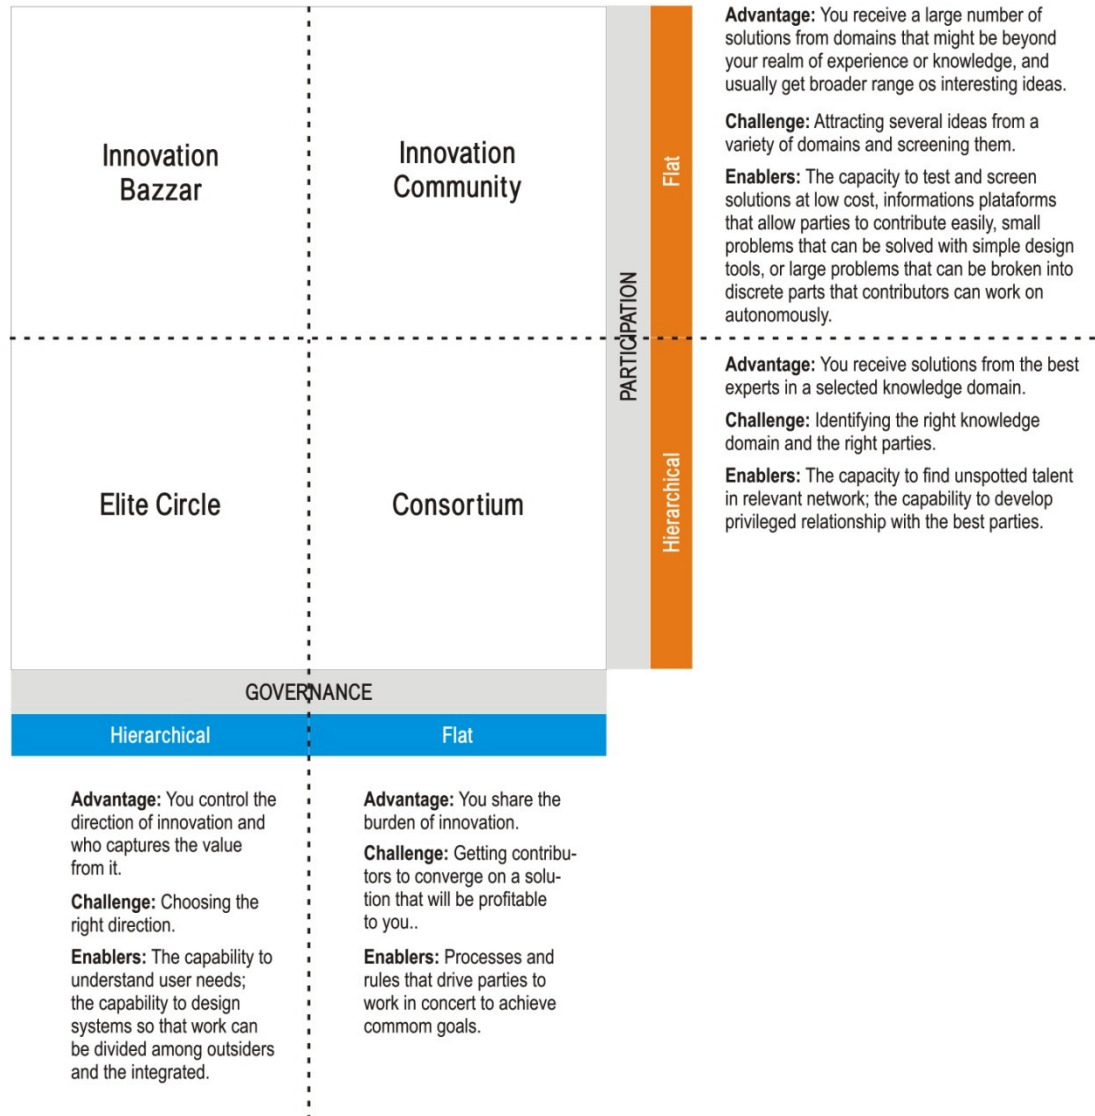 Innovation
Bazzar
Innovation
Community
Elite Circle
Consortium
PARTICIPATION
Flat
Hierarchical
Advantage: You receive a large number of
solutions from domains that might be beyond
your realm of experience or knowledge, and
usually get broader range os interesting ideas.
Challenge: Attracting several ideas from a
variety of domains and screening them.
Enablers: The capacity to test and screen
solutions at low cost, informations plataforms
that allow parties to contribute easily, small
problems that can be solved with simple design
tools, or large problems that can be broken into
discrete parts that contributors can work on
autonomously.
Advantage: You receive solutions from the best
experts in a selected knowledge domain.
Challenge: Identifying the right knowledge
domain and the right parties.
Enablers: The capacity to find unspotted talent
in relevant network; the capability to develop
privileged relationship with the best parties.
GOVERNANCE
Hierarchical
Flat
Advantage: You control the
direction of innovation and
who captures the value
from it.
Challenge: Choosing the
right direction.
Enablers: The capability to
understand user needs;
the capability to design
systems so that work can
be divided among outsiders
and the integrated.
Advantage: You share the
burden of innovation.
Challenge: Getting contribu-
tors to converge on a solu-
tion that will be profitable
to you..
Enablers: Processes and
rules that drive parties to
work in concert to achieve
commom goals.